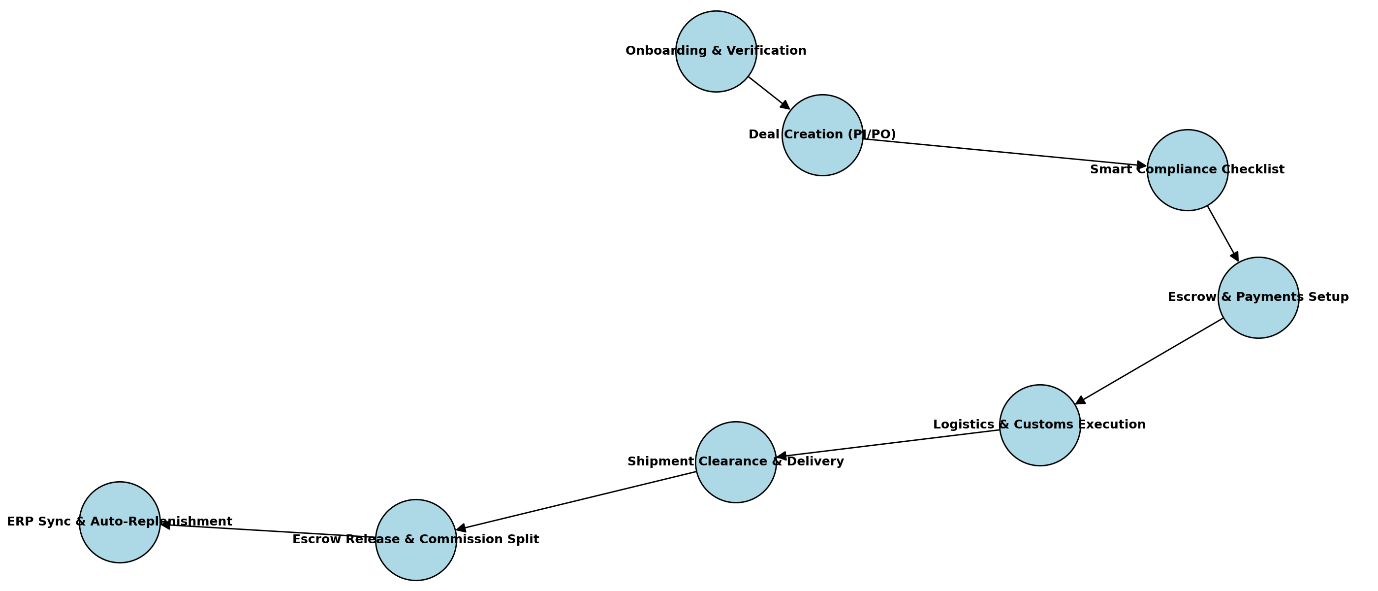 Onboarding & Verification
Deal Creation (PI/PO)
Smart Compliance Checklist
Escrow & Payments Setup
Logistics & Customs Execution
Shipment Clearance & Delivery
Escrow Release & Commission Split
ERP Sync & Auto-Replenishment